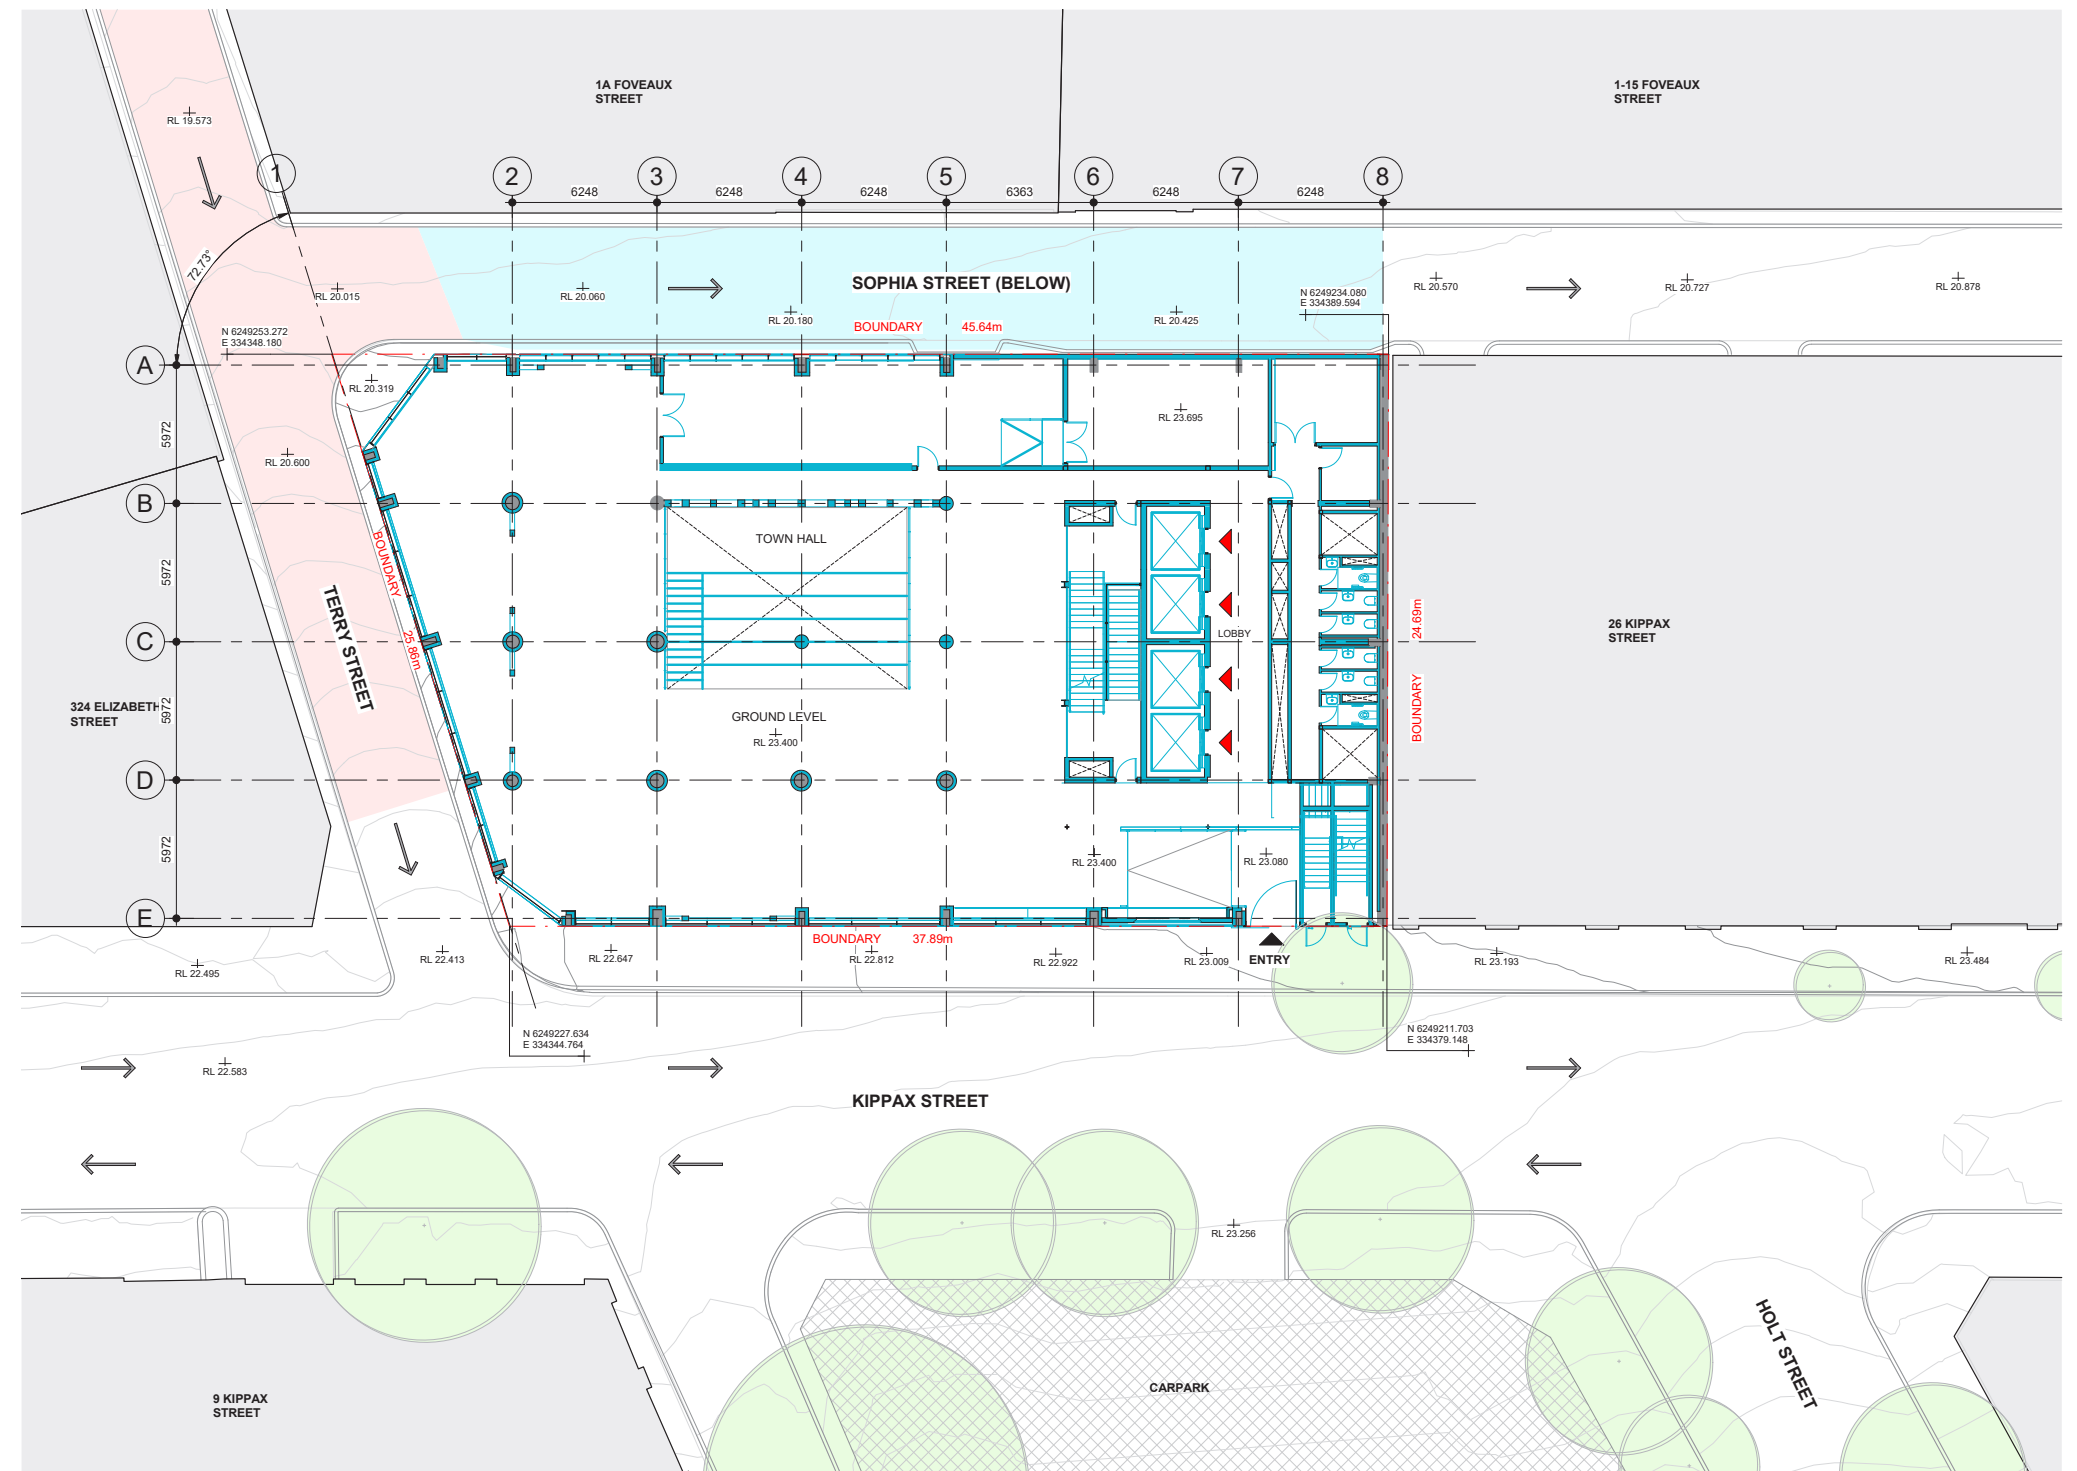 1A FOVEAUX
STREET
1-15 FOVEAUX
STREET
RL 19.573
1
2
3
4
5
6
7
8
6248
6248
6248
6363
6248
6248
72.73°
SOPHIA STREET (BELOW)
RL 20.015
RL 20.060
RL 20.180
RL 20.425
RL 20.570
RL 20.727
RL 20.878
N 6249234.080
E 334389.594
BOUNDARY 45.64m
N 6249253.272
E 334348.180
A
B
C
D
E
5972
5972
5972
5972
RL 20.319
RL 20.600
RL 23.695
BOUNDARY
25.86m
TERRY STREET
TOWN HALL
LOBBY
24.69m
BOUNDARY
26 KIPPAX
STREET
324 ELIZABETH
STREET
GROUND LEVEL
RL 23.400
RL 23.400
RL 23.080
BOUNDARY 37.89m
ENTRY
RL 22.495
RL 22.413
RL 22.647
RL 22.812
RL 22.922
RL 23.009
RL 23.193
RL 23.484
N 6249227.634
E 334344.764
N 6249211.703
E 334379.148
RL 22.583
KIPPAX STREET
RL 23.256
HOLT STREET
CARPARK
9 KIPPAX
STREET